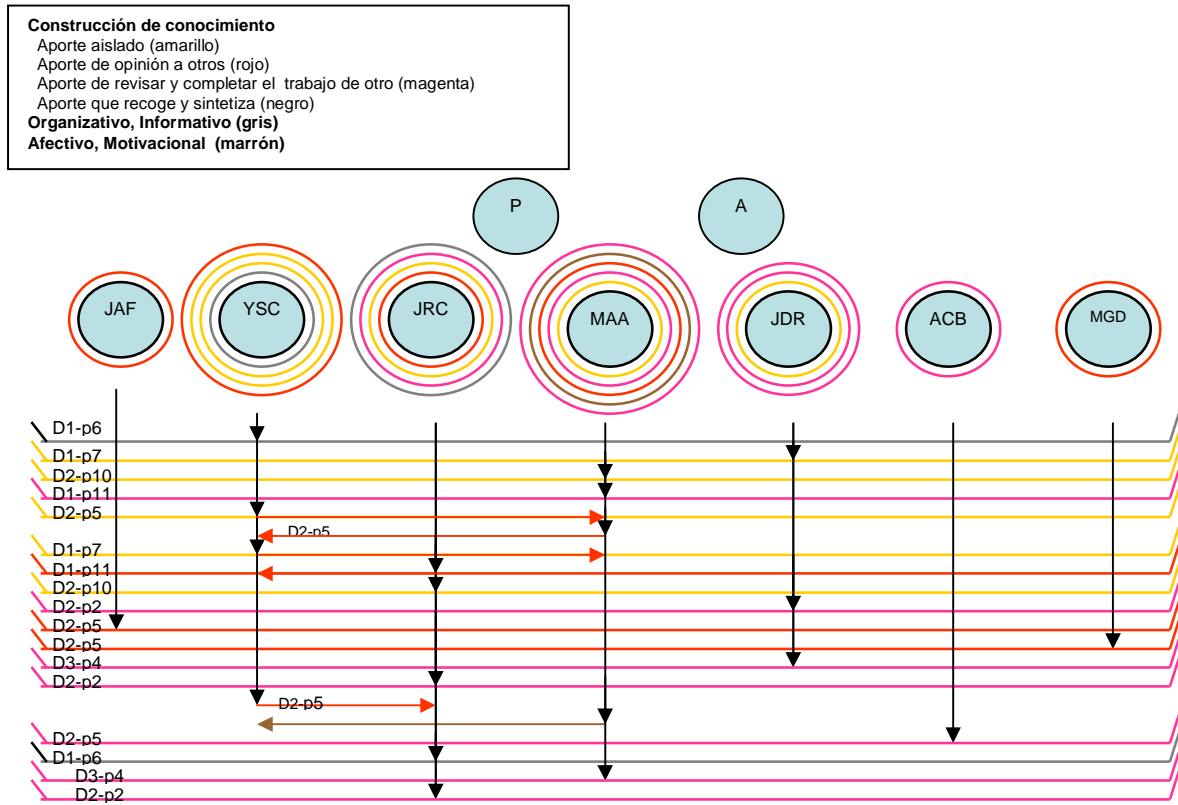 Construcción de conocimiento
Aporte aislado (amarillo)
Aporte de opinión a otros (rojo)
Aporte de revisar y completar el trabajo de otro (magenta)
Aporte que recoge y sintetiza (negro)
Organizativo, Informativo (gris)
Afectivo, Motivacional (marrón)
P
A
JAF
YSC
JRC
MAA
JDR
ACB
MGD
D1-p6
D1-p7
D2-p10
D1-p11
D2-p5
D2-p5
D1-p7
D1-p11
D2-p10
D2-p2
D2-p5
D2-p5
D3-p4
D2-p2
D2-p5
D2-p5
D1-p6
D3-p4
D2-p2